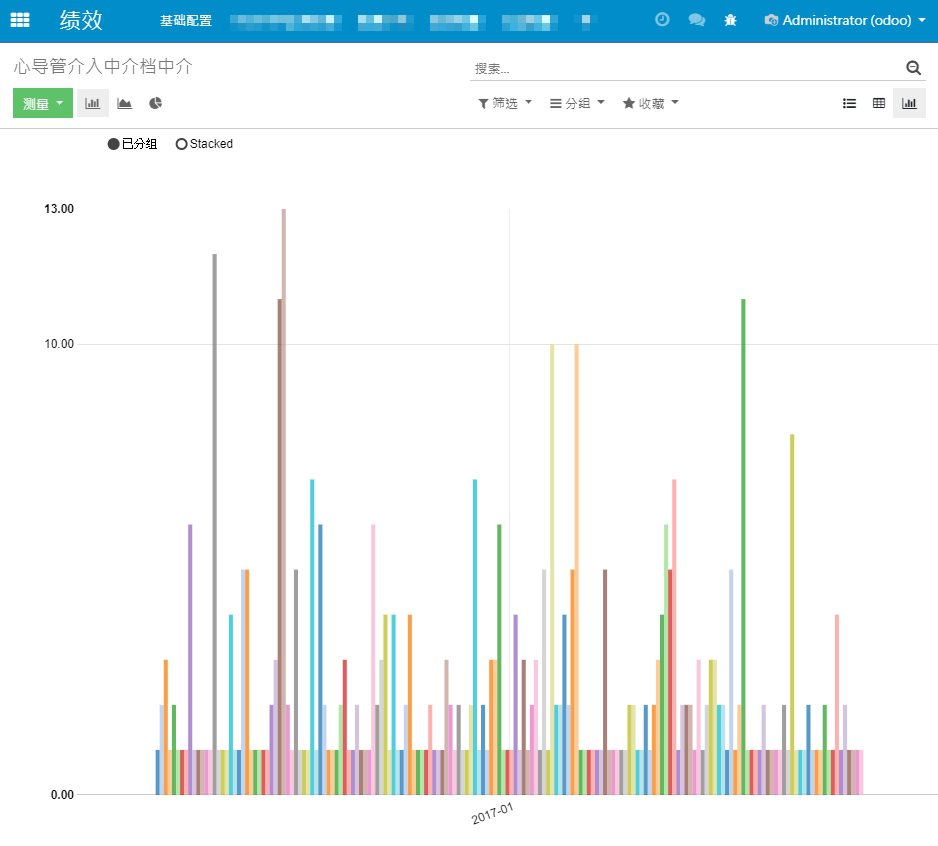 绩效 基础配置 Administrator (odoo)
心导管介入中介档中介 搜索...
测量 筛选 分组 收藏
已分组 Stacked
13.00
10.00
0.00
2017-01